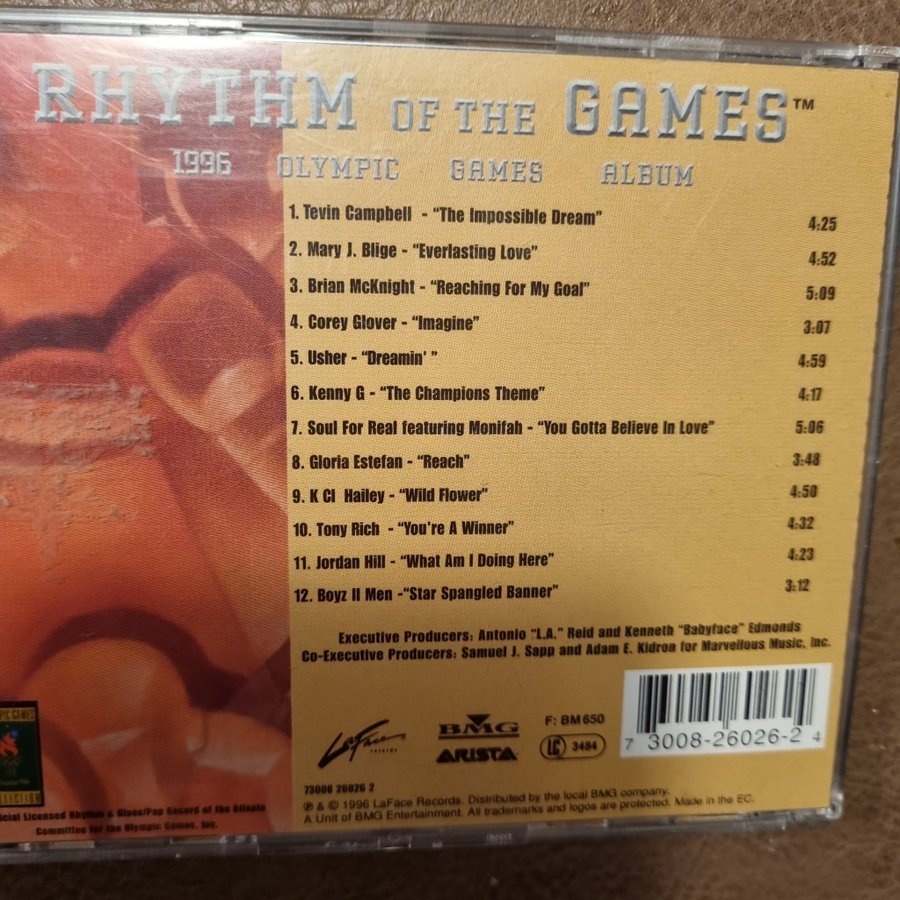 RHYTHM OF THE GAMES™
1996 OLYMPIC GAMES ALBUM
1. Tevin Campbell - "The Impossible Dream" 4:25
2. Mary J. Blige - "Everlasting Love" 4:52
3. Brian McKnight - "Reaching For My Goal" 5:09
4. Corey Glover - "Imagine" 3:07
5. Usher - "Dreamin' " 4:59
6. Kenny G - "The Champions Theme" 4:17
7. Soul For Real featuring Monifah - "You Gotta Believe In Love" 5:06
8. Gloria Estefan - "Reach" 3:48
9. K CI Hailey - "Wild Flower" 4:50
10. Tony Rich - "You're A Winner" 4:32
11. Jordan Hill - "What Am I Doing Here" 4:23
12. Boyz II Men -"Star Spangled Banner" 3:12
Executive Producers: Antonio "L.A." Reid and Kenneth "Babyface" Edmonds
Co-Executive Producers: Samuel J. Sapp and Adam E. Kidron for Marvellous Music, Inc.
LaFace records
BMG
ARISTA
F: BM 650
LC 3484
7 3008-26026-2 4
73008 26026 2
℗ & © 1996 LaFace Records. Distributed by the local BMG company.
A Unit of BMG Entertainment. All trademarks and logos are protected. Made in the EC.
GAMES
Licensed Rhythm & Blues/Pop Record of the Atlanta
Committee for the Olympic Games, Inc.